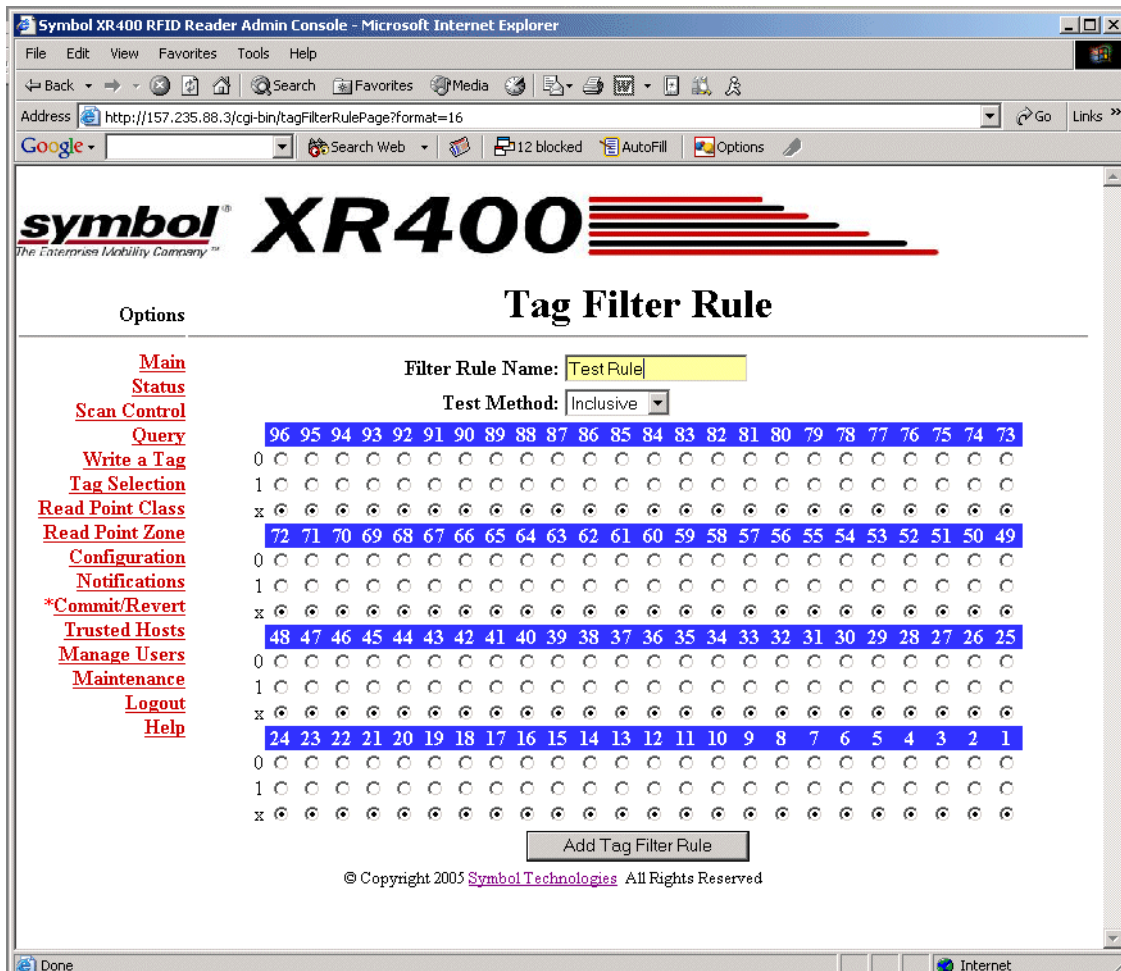 Symbol XR400 RFID Reader Admin Console - Microsoft Internet Explorer
File Edit View Favorites Tools Help
Back Search Favorites Media
Address http://157.235.88.3/cgi-bin/tagFilterRulePage?format=16 Go Links »
Google Search Web 12 blocked AutoFill Options
symbol® XR400
The Enterprise Mobility Company ™
Options
Tag Filter Rule
Main
Status
Scan Control
Query
Write a Tag
Tag Selection
Read Point Class
Read Point Zone
Configuration
Notifications
*Commit/Revert
Trusted Hosts
Manage Users
Maintenance
Logout
Help
Filter Rule Name: Test Rule
Test Method: Inclusive
96 95 94 93 92 91 90 89 88 87 86 85 84 83 82 81 80 79 78 77 76 75 74 73
0
1
x
72 71 70 69 68 67 66 65 64 63 62 61 60 59 58 57 56 55 54 53 52 51 50 49
0
1
x
48 47 46 45 44 43 42 41 40 39 38 37 36 35 34 33 32 31 30 29 28 27 26 25
0
1
x
24 23 22 21 20 19 18 17 16 15 14 13 12 11 10 9 8 7 6 5 4 3 2 1
0
1
x
Add Tag Filter Rule
© Copyright 2005 Symbol Technologies All Rights Reserved
Done Internet